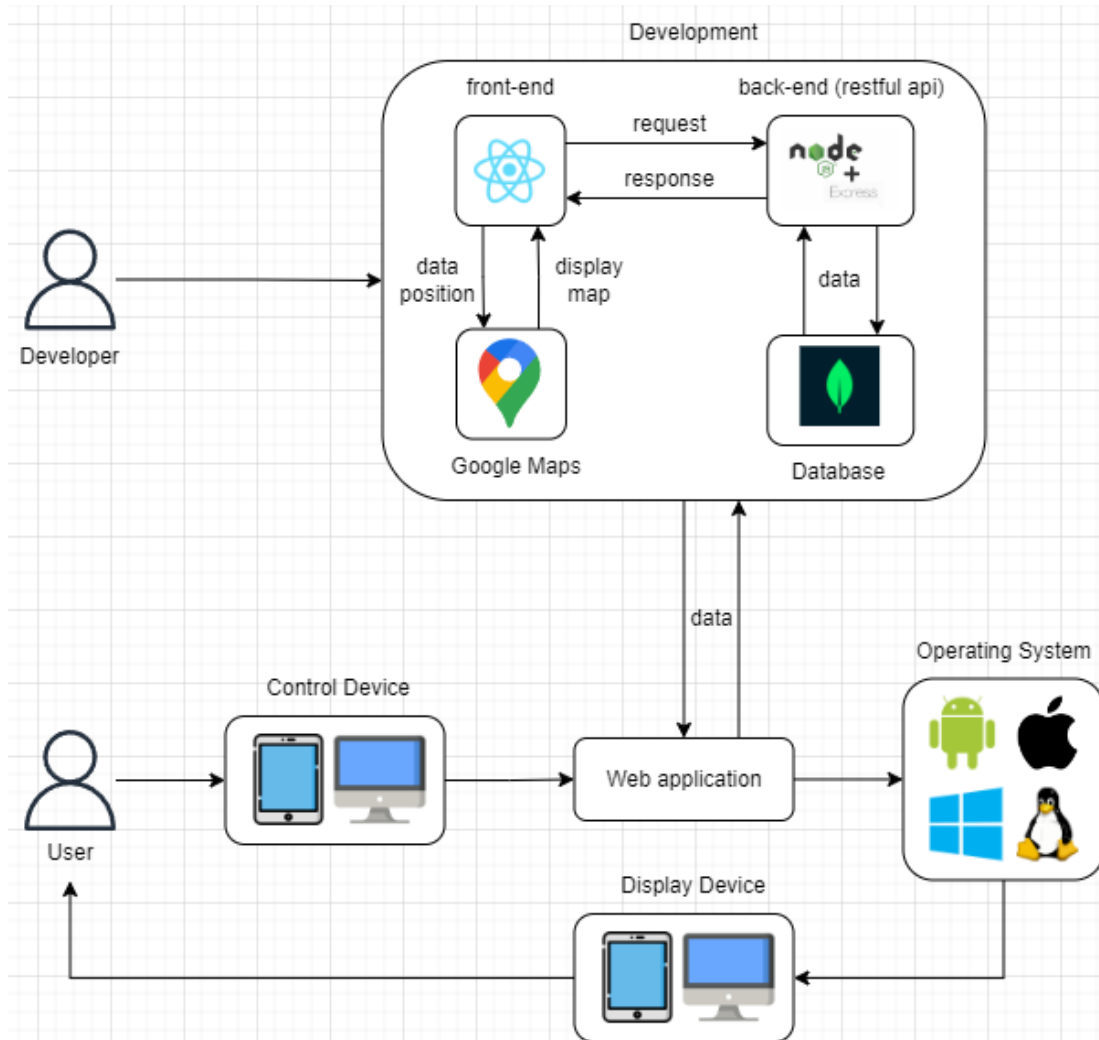 Development
front-end
back-end (restful api)
request
response
node
JS
+
Express
data
position
display
map
data
Developer
Google Maps
Database
data
Operating System
Control Device
Web application
User
Display Device